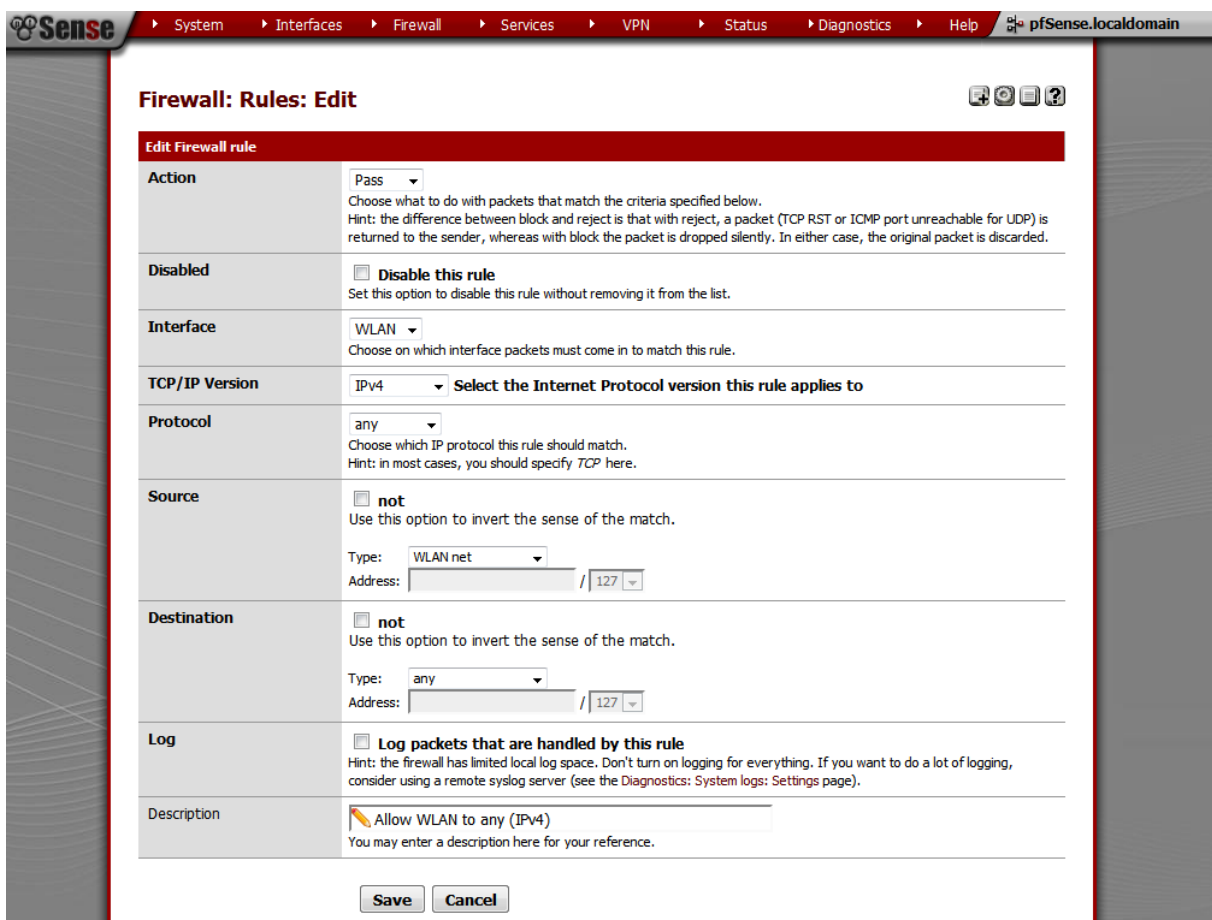 pfSense
System Interfaces Firewall Services VPN Status Diagnostics Help pfSense.localdomain
Firewall: Rules: Edit
Edit Firewall rule
Action
Pass
Choose what to do with packets that match the criteria specified below.
Hint: the difference between block and reject is that with reject, a packet (TCP RST or ICMP port unreachable for UDP) is
returned to the sender, whereas with block the packet is dropped silently. In either case, the original packet is discarded.
Disabled
Disable this rule
Set this option to disable this rule without removing it from the list.
Interface
WLAN
Choose on which interface packets must come in to match this rule.
TCP/IP Version
IPv4 Select the Internet Protocol version this rule applies to
Protocol
any
Choose which IP protocol this rule should match.
Hint: in most cases, you should specify TCP here.
Source
not
Use this option to invert the sense of the match.
Type: WLAN net
Address: / 127
Destination
not
Use this option to invert the sense of the match.
Type: any
Address: / 127
Log
Log packets that are handled by this rule
Hint: the firewall has limited local log space. Don't turn on logging for everything. If you want to do a lot of logging,
consider using a remote syslog server (see the Diagnostics: System logs: Settings page).
Description
Allow WLAN to any (IPv4)
You may enter a description here for your reference.
Save Cancel